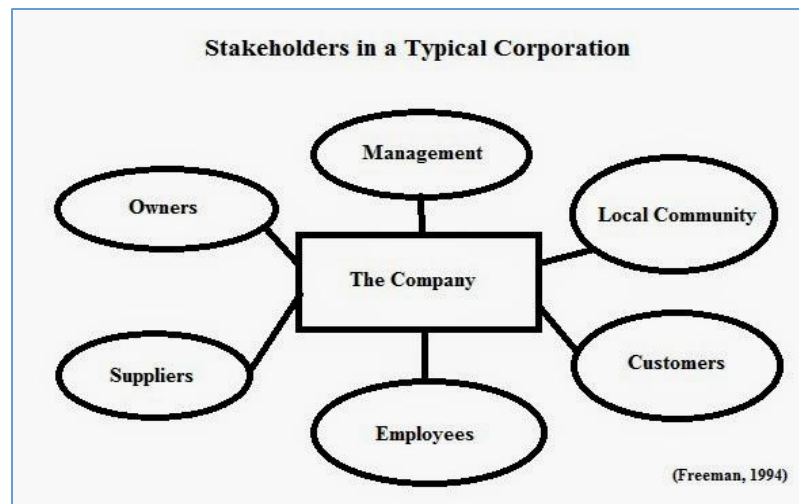 Stakeholders in a Typical Corporation
Management
Owners
Local Community
The Company
Suppliers
Customers
Employees
(Freeman, 1994)